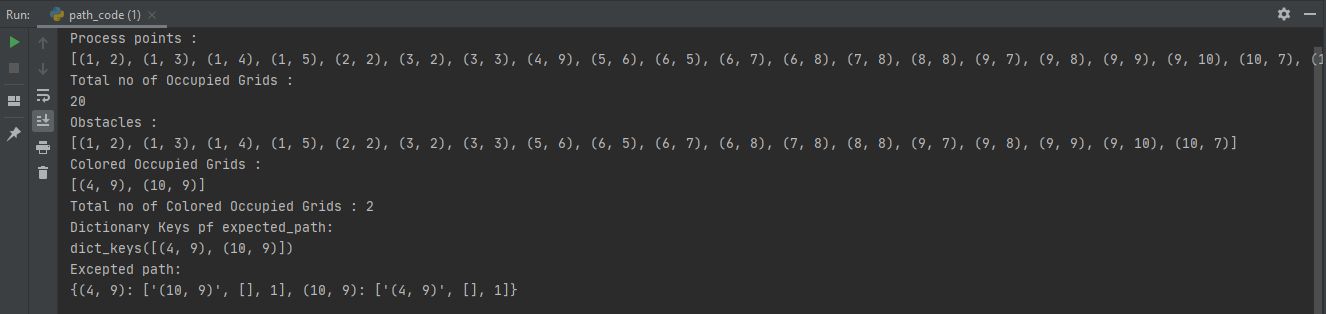 Run: path_code (1)
Process points :
[(1, 2), (1, 3), (1, 4), (1, 5), (2, 2), (3, 2), (3, 3), (4, 9), (5, 6), (6, 5), (6, 7), (6, 8), (7, 8), (8, 8), (9, 7), (9, 8), (9, 9), (9, 10), (10, 7), (1
Total no of Occupied Grids :
20
Obstacles :
[(1, 2), (1, 3), (1, 4), (1, 5), (2, 2), (3, 2), (3, 3), (5, 6), (6, 5), (6, 7), (6, 8), (7, 8), (8, 8), (9, 7), (9, 8), (9, 9), (9, 10), (10, 7)]
Colored Occupied Grids :
[(4, 9), (10, 9)]
Total no of Colored Occupied Grids : 2
Dictionary Keys pf expected_path:
dict_keys([(4, 9), (10, 9)])
Excepted path:
{(4, 9): ['(10, 9)', [], 1], (10, 9): ['(4, 9)', [], 1]}